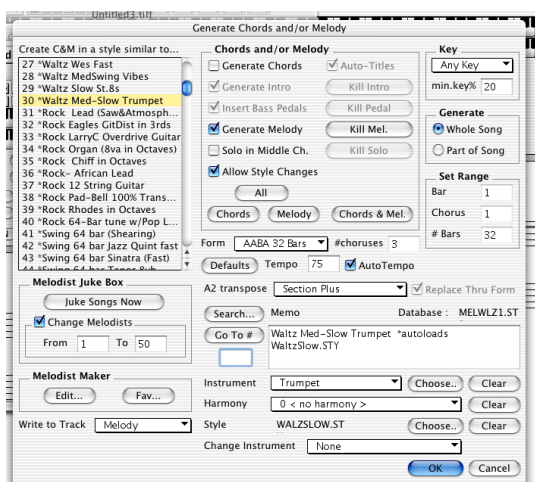 Untitled3.tiff
Generate Chords and/or Melody
Create C&M in a style similar to...
27 *Waltz Wes Fast
28 *Waltz MedSwing Vibes
29 *Waltz Slow St.8s
30 *Waltz Med-Slow Trumpet
31 *Rock Lead (Saw&Atmosph...
32 *Rock Eagles GitDist in 3rds
33 *Rock LarryC Overdrive Guitar
34 *Rock Organ (8va in Octaves)
35 *Rock Chiff in Octaves
36 *Rock- African Lead
37 *Rock 12 String Guitar
38 *Rock Pad-Bell 100% Trans...
39 *Rock Rhodes in Octaves
40 *Rock 64-Bar tune w/Pop L...
41 *Swing 64 bar (Shearing)
42 *Swing 64 bar Jazz Quint fast
43 *Swing 64 bar Sinatra (Fast)
44 *Swing 64 bar Tenor 8vb
Melodist Juke Box
Juke Songs Now
Change Melodists
From 1 To 50
Melodist Maker
Edit... Fav...
Write to Track Melody
Chords and/or Melody
Generate Chords Auto-Titles
Generate Intro Kill Intro
Insert Bass Pedals Kill Pedal
Generate Melody Kill Mel.
Solo in Middle Ch. Kill Solo
Allow Style Changes
All
Chords Melody Chords & Mel.
Form AABA 32 Bars #choruses 3
Defaults Tempo 75 AutoTempo
Key
Any Key
min.key% 20
Generate
Whole Song
Part of Song
Set Range
Bar 1
Chorus 1
# Bars 32
A2 transpose Section Plus Replace Thru Form
Search... Memo Database : MELWLZ1.ST
Go To # Waltz Med-Slow Trumpet *autoloads
WaltzSlow.STY
Instrument Trumpet Choose.. Clear
Harmony 0 < no harmony > Clear
Style WALZSLOW.ST Choose.. Clear
Change Instrument None
OK Cancel